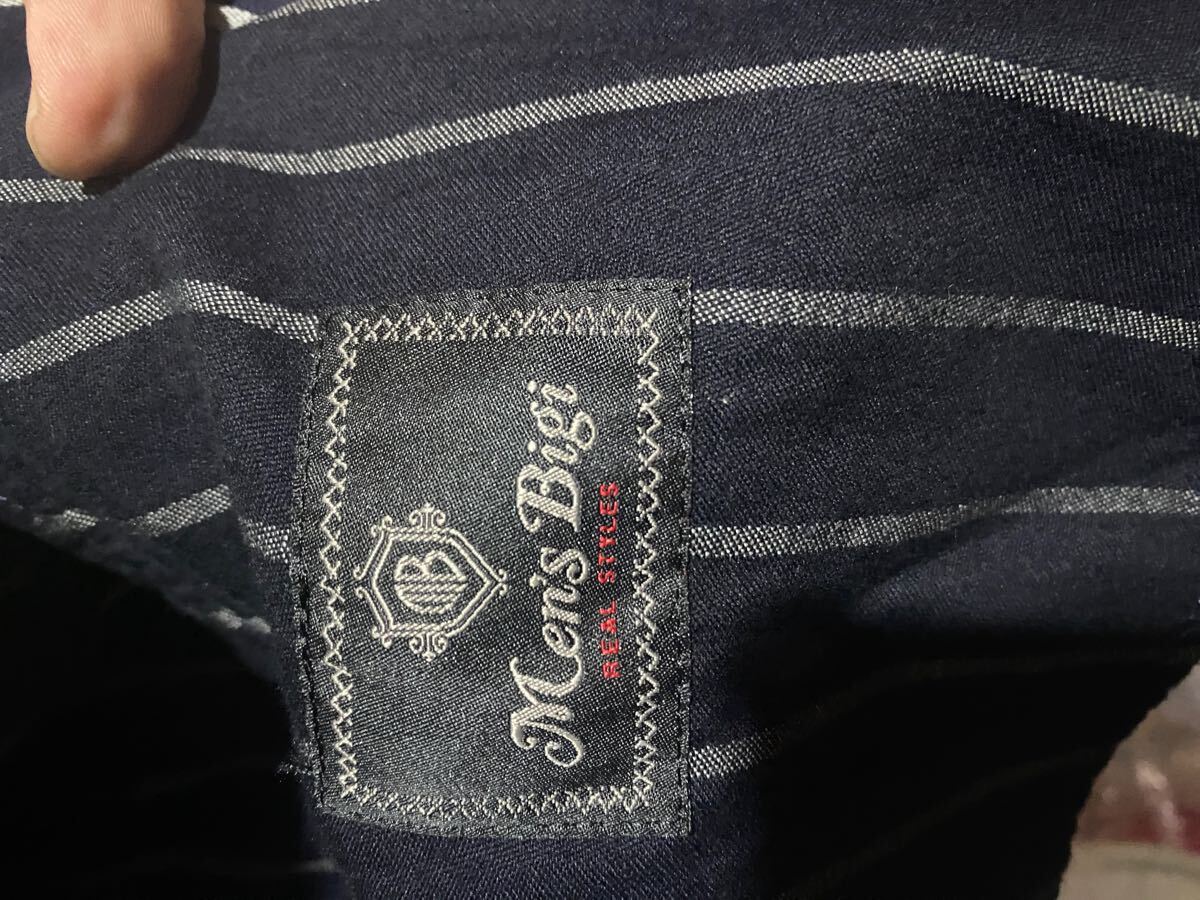 B
Men's Bigi
REAL STYLES